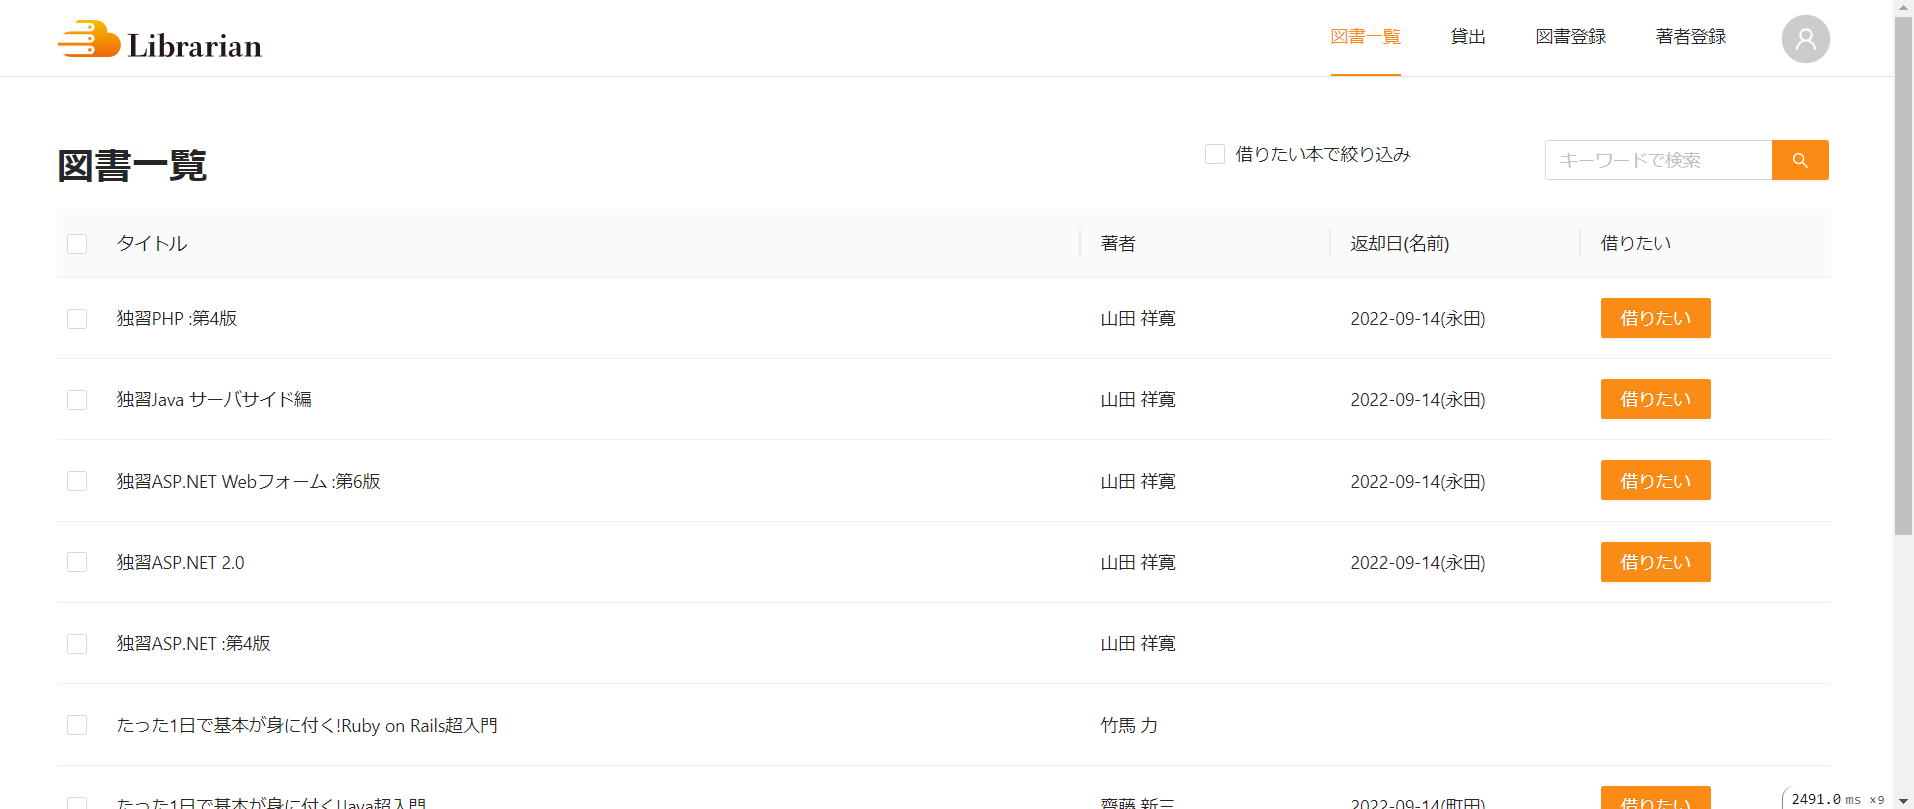 Librarian
図書一覧 貸出 図書登録 著者登録
図書一覧
借りたい本で絞り込み
キーワードで検索
タイトル 著者 返却日(名前) 借りたい
独習PHP :第4版 山田 祥寛 2022-09-14(永田) 借りたい
独習Java サーバサイド編 山田 祥寛 2022-09-14(永田) 借りたい
独習ASP.NET Webフォーム :第6版 山田 祥寛 2022-09-14(永田) 借りたい
独習ASP.NET 2.0 山田 祥寛 2022-09-14(永田) 借りたい
独習ASP.NET :第4版 山田 祥寛
たった1日で基本が身に付く!Ruby on Rails超入門 竹馬 力
たった1日で基本が身に付く!Java超入門 齊藤 新三 2022-09-14(町田) 借りたい
2491.0 ms ×9